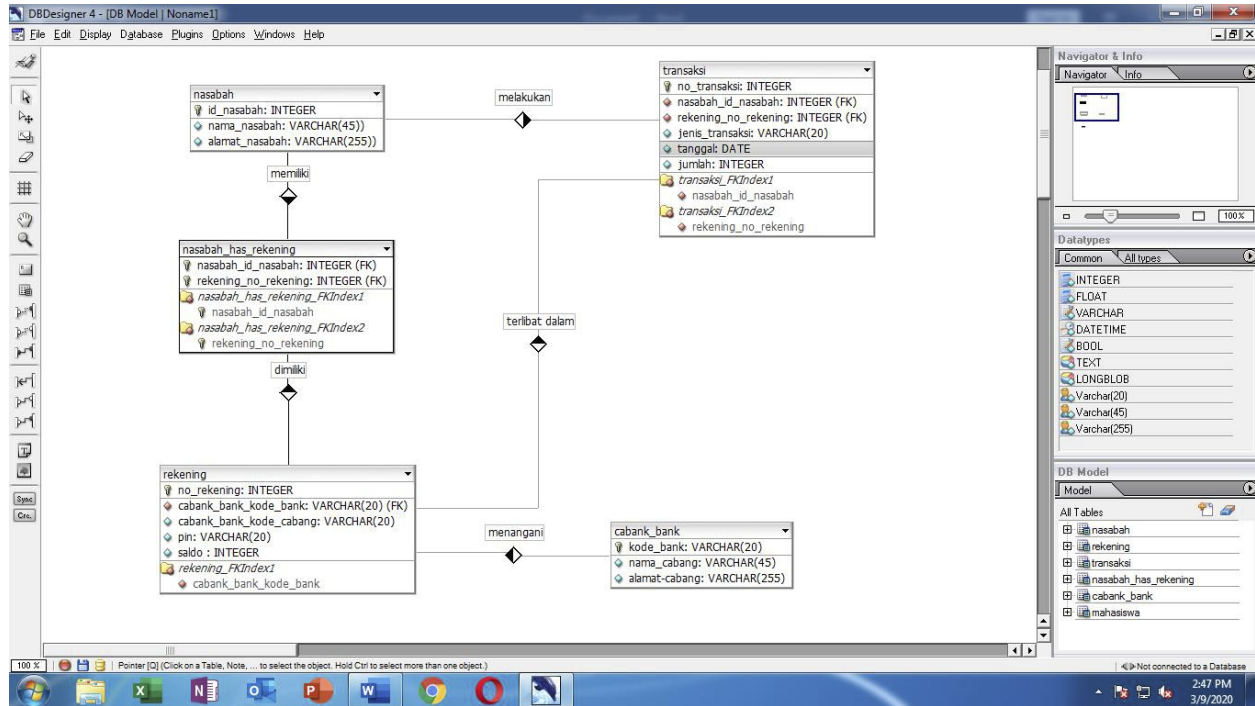 DBDesigner 4 - [DB Model | Noname1]
File Edit Display Database Plugins Options Windows Help
nasabah
id_nasabah: INTEGER
nama_nasabah: VARCHAR(45))
alamat_nasabah: VARCHAR(255))
melakukan
transaksi
no_transaksi: INTEGER
nasabah_id_nasabah: INTEGER (FK)
rekening_no_rekening: INTEGER (FK)
jenis_transaksi: VARCHAR(20)
tanggal: DATE
jumlah: INTEGER
transaksi_FKIndex1
nasabah_id_nasabah
transaksi_FKIndex2
rekening_no_rekening
memiliki
nasabah_has_rekening
nasabah_id_nasabah: INTEGER (FK)
rekening_no_rekening: INTEGER (FK)
nasabah_has_rekening_FKIndex1
nasabah_id_nasabah
nasabah_has_rekening_FKIndex2
rekening_no_rekening
terlibat dalam
dimiliki
rekening
no_rekening: INTEGER
cabank_bank_kode_bank: VARCHAR(20) (FK)
cabank_bank_kode_cabang: VARCHAR(20)
pin: VARCHAR(20)
saldo : INTEGER
rekening_FKIndex1
cabank_bank_kode_bank
menangani
cabank_bank
kode_bank: VARCHAR(20)
nama_cabang: VARCHAR(45)
alamat-cabang: VARCHAR(255)
Navigator & Info
Navigator Info
100%
Datatypes
Common All types
INTEGER
FLOAT
VARCHAR
DATETIME
BOOL
TEXT
LONGBLOB
Varchar(20)
Varchar(45)
Varchar(255)
DB Model
Model
All Tables
nasabah
rekening
transaksi
nasabah_has_rekening
cabank_bank
mahasiswa
Sync
Cre.
100 %
Pointer [Q] (Click on a Table, Note, ... to select the object. Hold Ctrl to select more than one object.)
Not connected to a Database
2:47 PM
3/9/2020